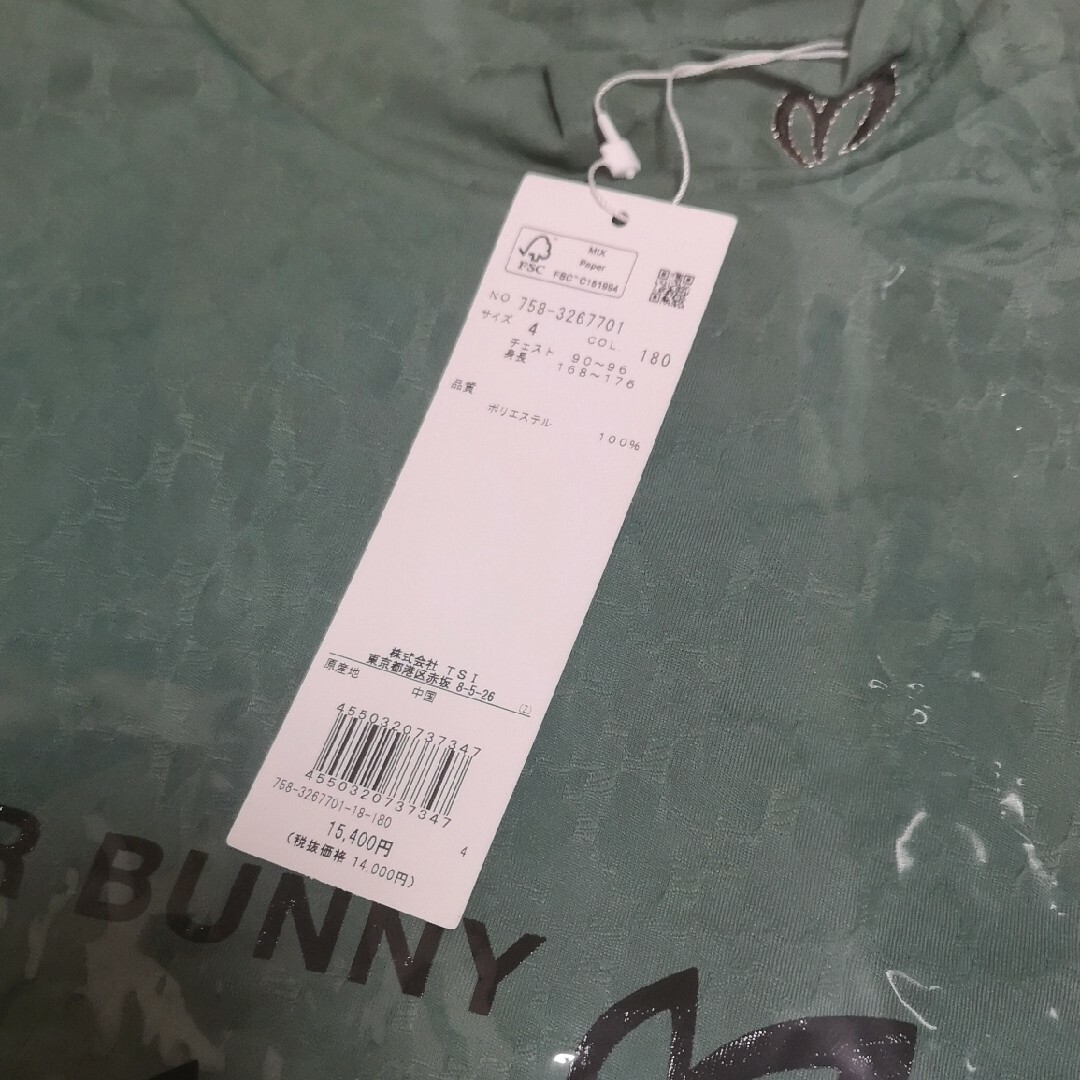 MIX
Paper
FSC™ C161984
FSC
NO 758-3267701
サイズ 4 COL. 180
チェスト 90~96
身長 168~176
品質
ポリエステル 100%
株式会社 TSI
東京都港区赤坂 8-5-26
原産地 中国 (Z)
4550320737347
4550320737347
758-3267701-18-180
15,400円 4
(税抜価格 14,000円)
R BUNNY